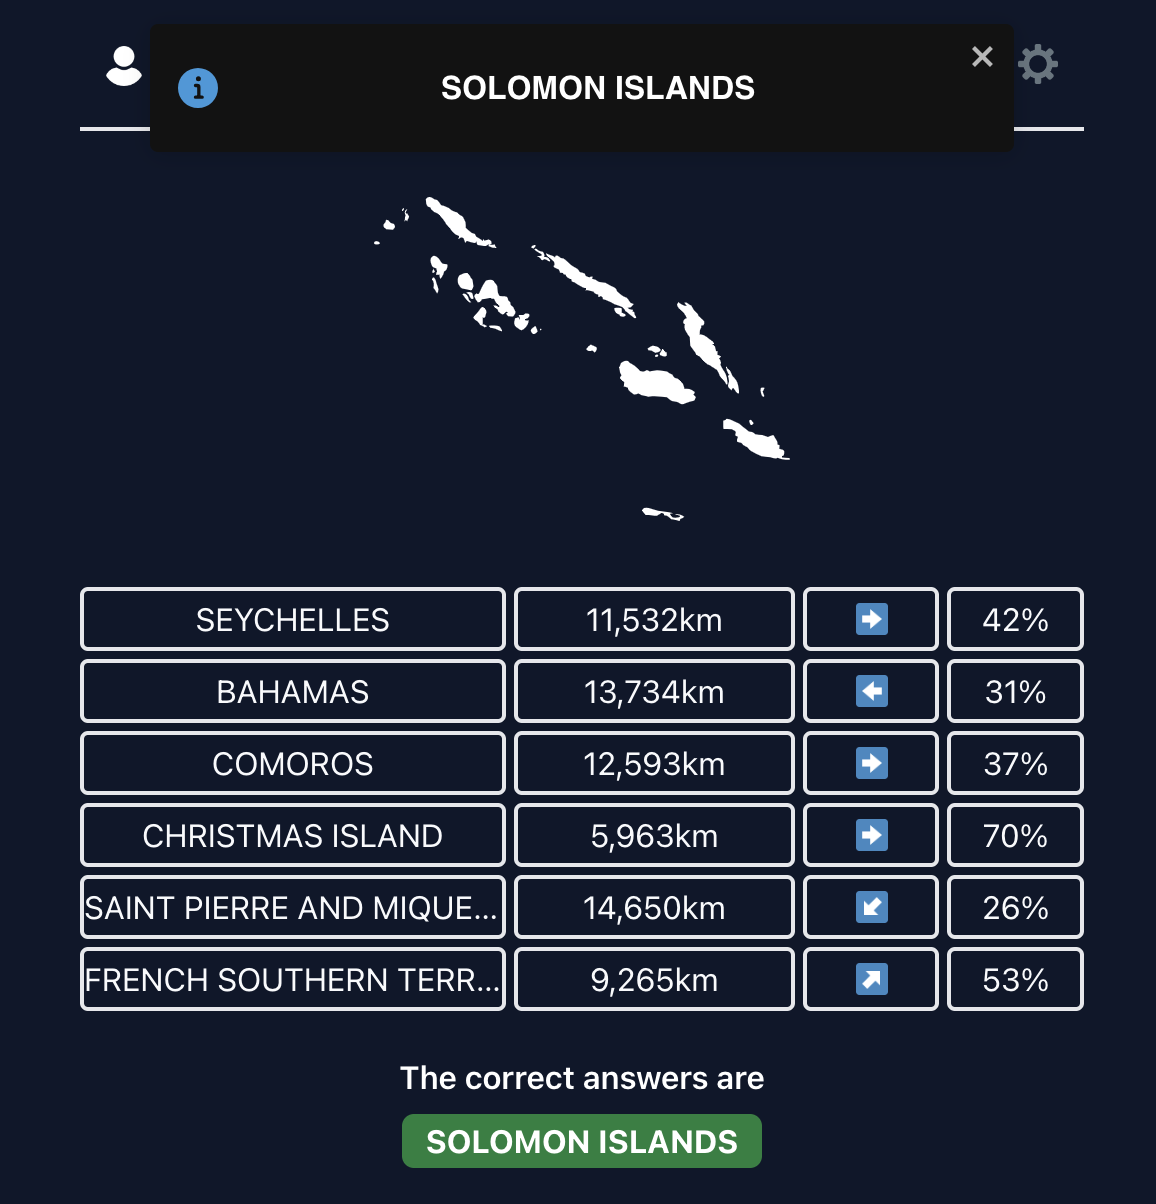 SOLOMON ISLANDS
SEYCHELLES 11,532km 42%
BAHAMAS 13,734km 31%
COMOROS 12,593km 37%
CHRISTMAS ISLAND 5,963km 70%
SAINT PIERRE AND MIQUE... 14,650km 26%
FRENCH SOUTHERN TERR... 9,265km 53%
The correct answers are
SOLOMON ISLANDS